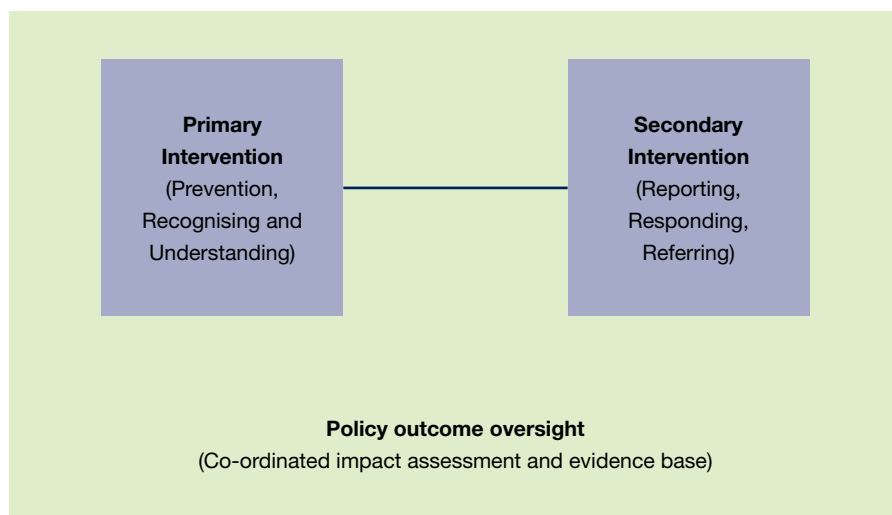 Primary
Intervention
(Prevention,
Recognising and
Understanding)
Secondary
Intervention
(Reporting,
Responding,
Referring)
Policy outcome oversight
(Co-ordinated impact assessment and evidence base)